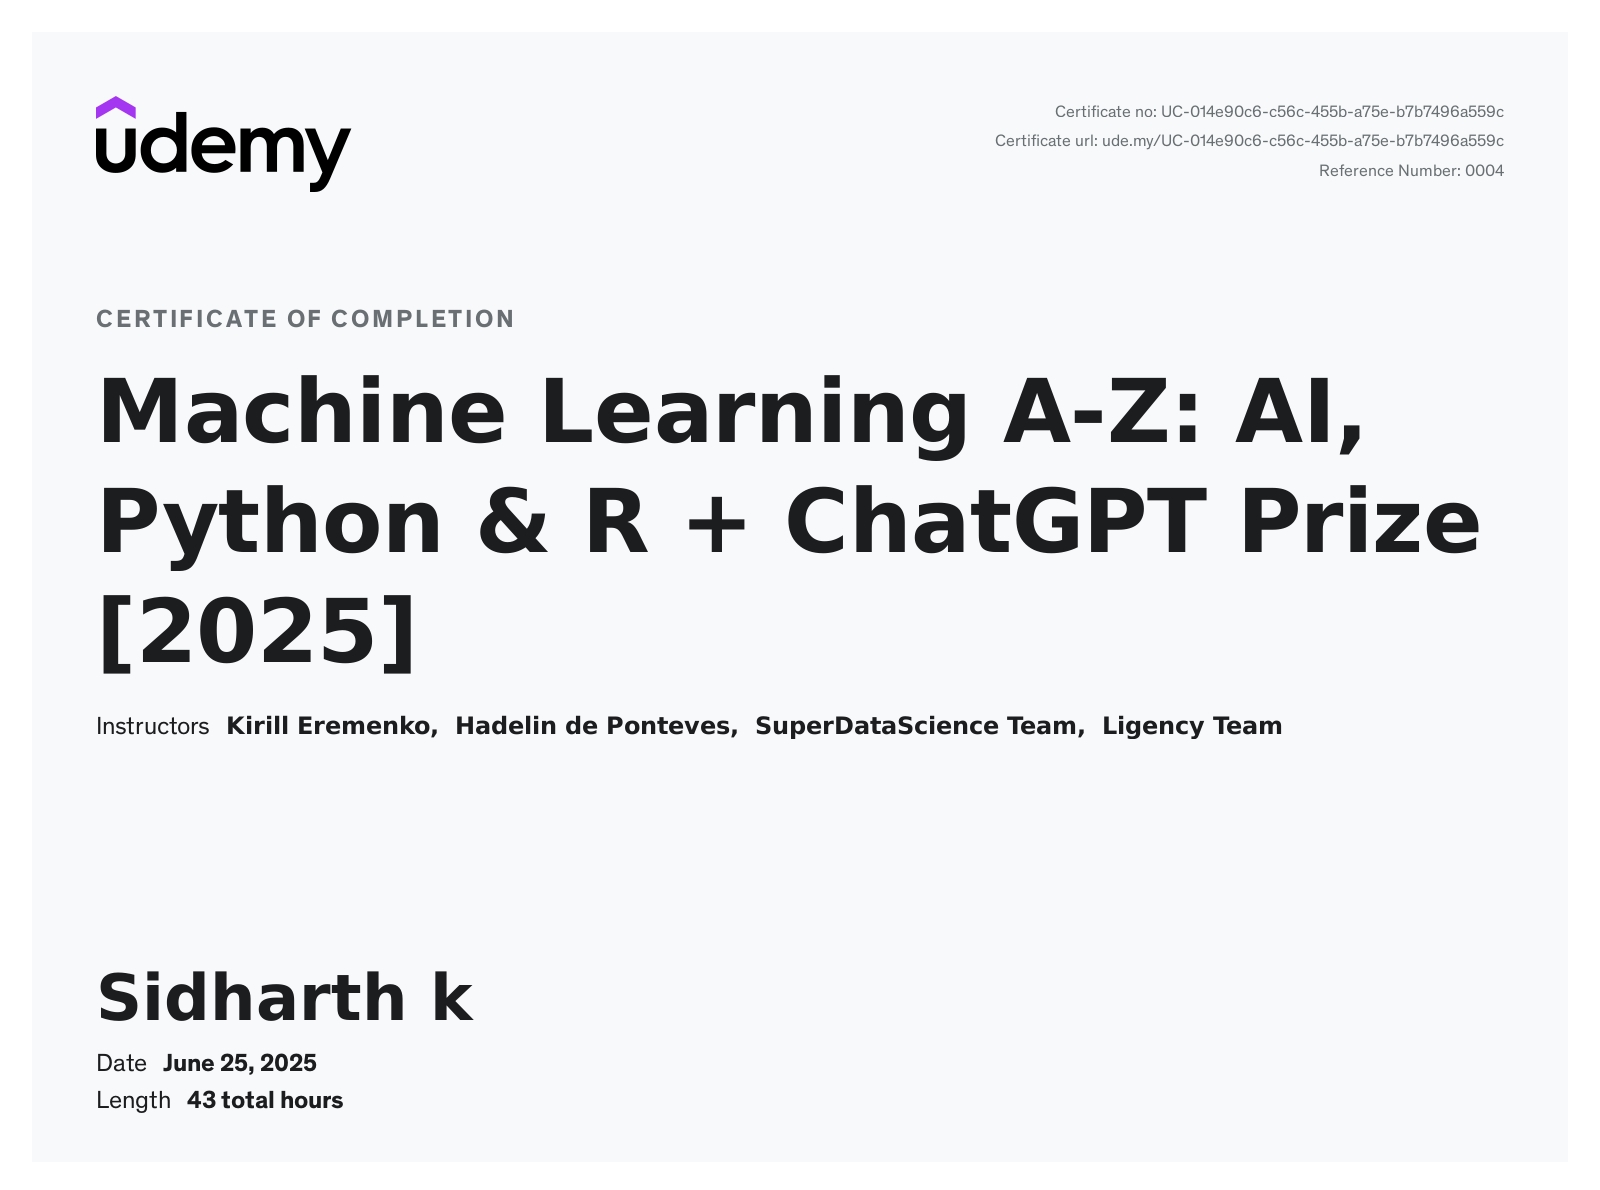 udemy
Certificate no: UC-014e90c6-c56c-455b-a75e-b7b7496a559c
Certificate url: ude.my/UC-014e90c6-c56c-455b-a75e-b7b7496a559c
Reference Number: 0004
CERTIFICATE OF COMPLETION
Machine Learning A-Z: AI,
Python & R + ChatGPT Prize
[2025]
Instructors Kirill Eremenko, Hadelin de Ponteves, SuperDataScience Team, Ligency Team
Sidharth k
Date June 25, 2025
Length 43 total hours